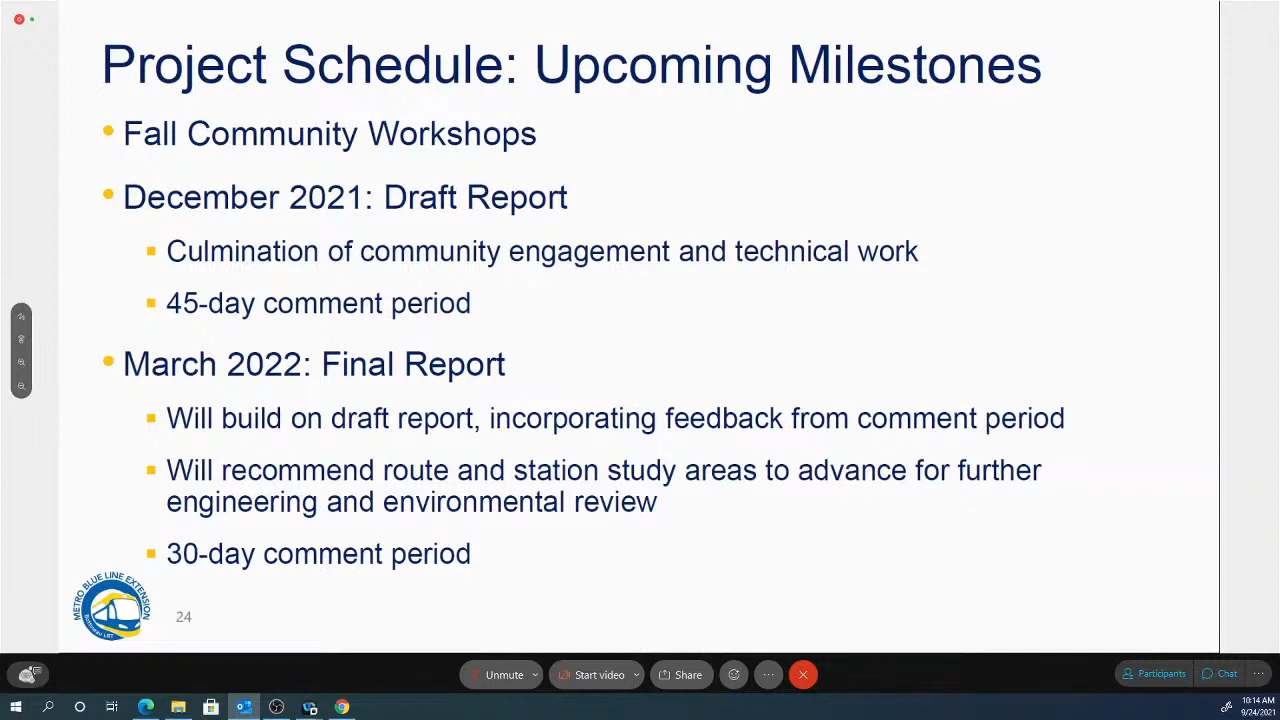 Project Schedule: Upcoming Milestones
• Fall Community Workshops
• December 2021: Draft Report
▪ Culmination of community engagement and technical work
▪ 45-day comment period
• March 2022: Final Report
▪ Will build on draft report, incorporating feedback from comment period
▪ Will recommend route and station study areas to advance for further
engineering and environmental review
▪ 30-day comment period
METRO BLUE LINE EXTENSION
Bottineau LRT
24
Unmute
Start video
Share
Participants
Chat
10:14 AM
9/24/2021